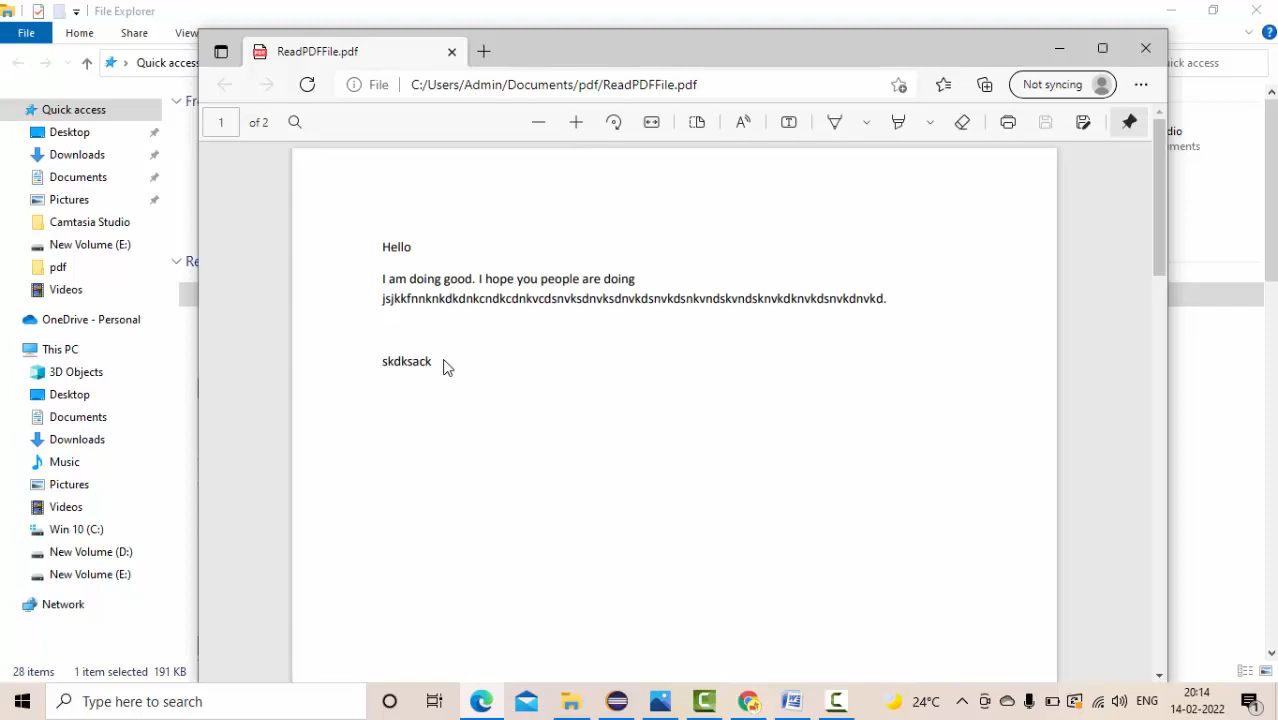 File Explorer
File
Home
Share
View
Quick access
ReadPDFFile.pdf
File
C:/Users/Admin/Documents/pdf/ReadPDFFile.pdf
Not syncing
1
of 2
Hello
I am doing good. I hope you people are doing
jsjkkfnnknkdkdnkcndkcdnkvcdsnvksdnvksdnvkdsnvkdsnkvndskvndsknvkdknvkdsnvkdnvkd.
skdksack
Quick access
Desktop
Downloads
Documents
Pictures
Camtasia Studio
New Volume (E:)
pdf
Videos
OneDrive - Personal
This PC
3D Objects
Desktop
Documents
Downloads
Music
Pictures
Videos
Win 10 (C:)
New Volume (D:)
New Volume (E:)
Network
28 items
1 item selected
191 KB
Type here to search
24°C
ENG
20:14
14-02-2022